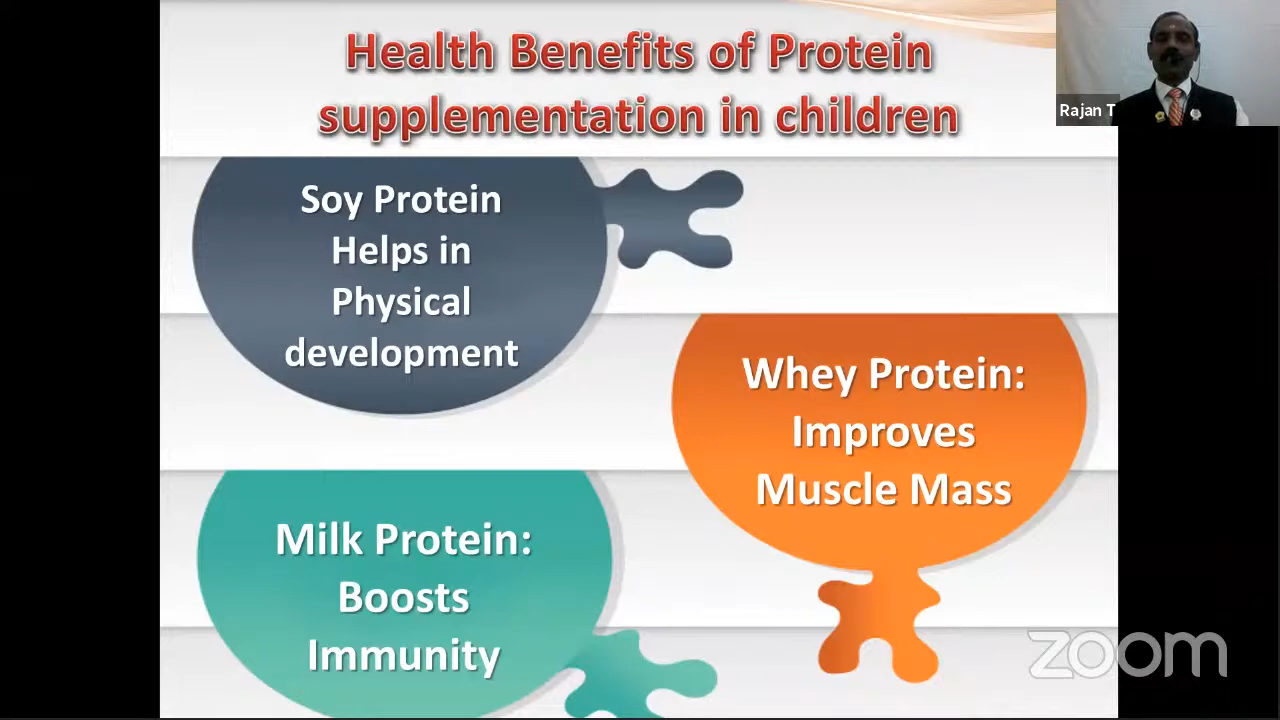 Health Benefits of Protein
supplementation in children
Rajan T
Soy Protein
Helps in
Physical
development
Whey Protein:
Improves
Muscle Mass
Milk Protein:
Boosts
Immunity
zoom